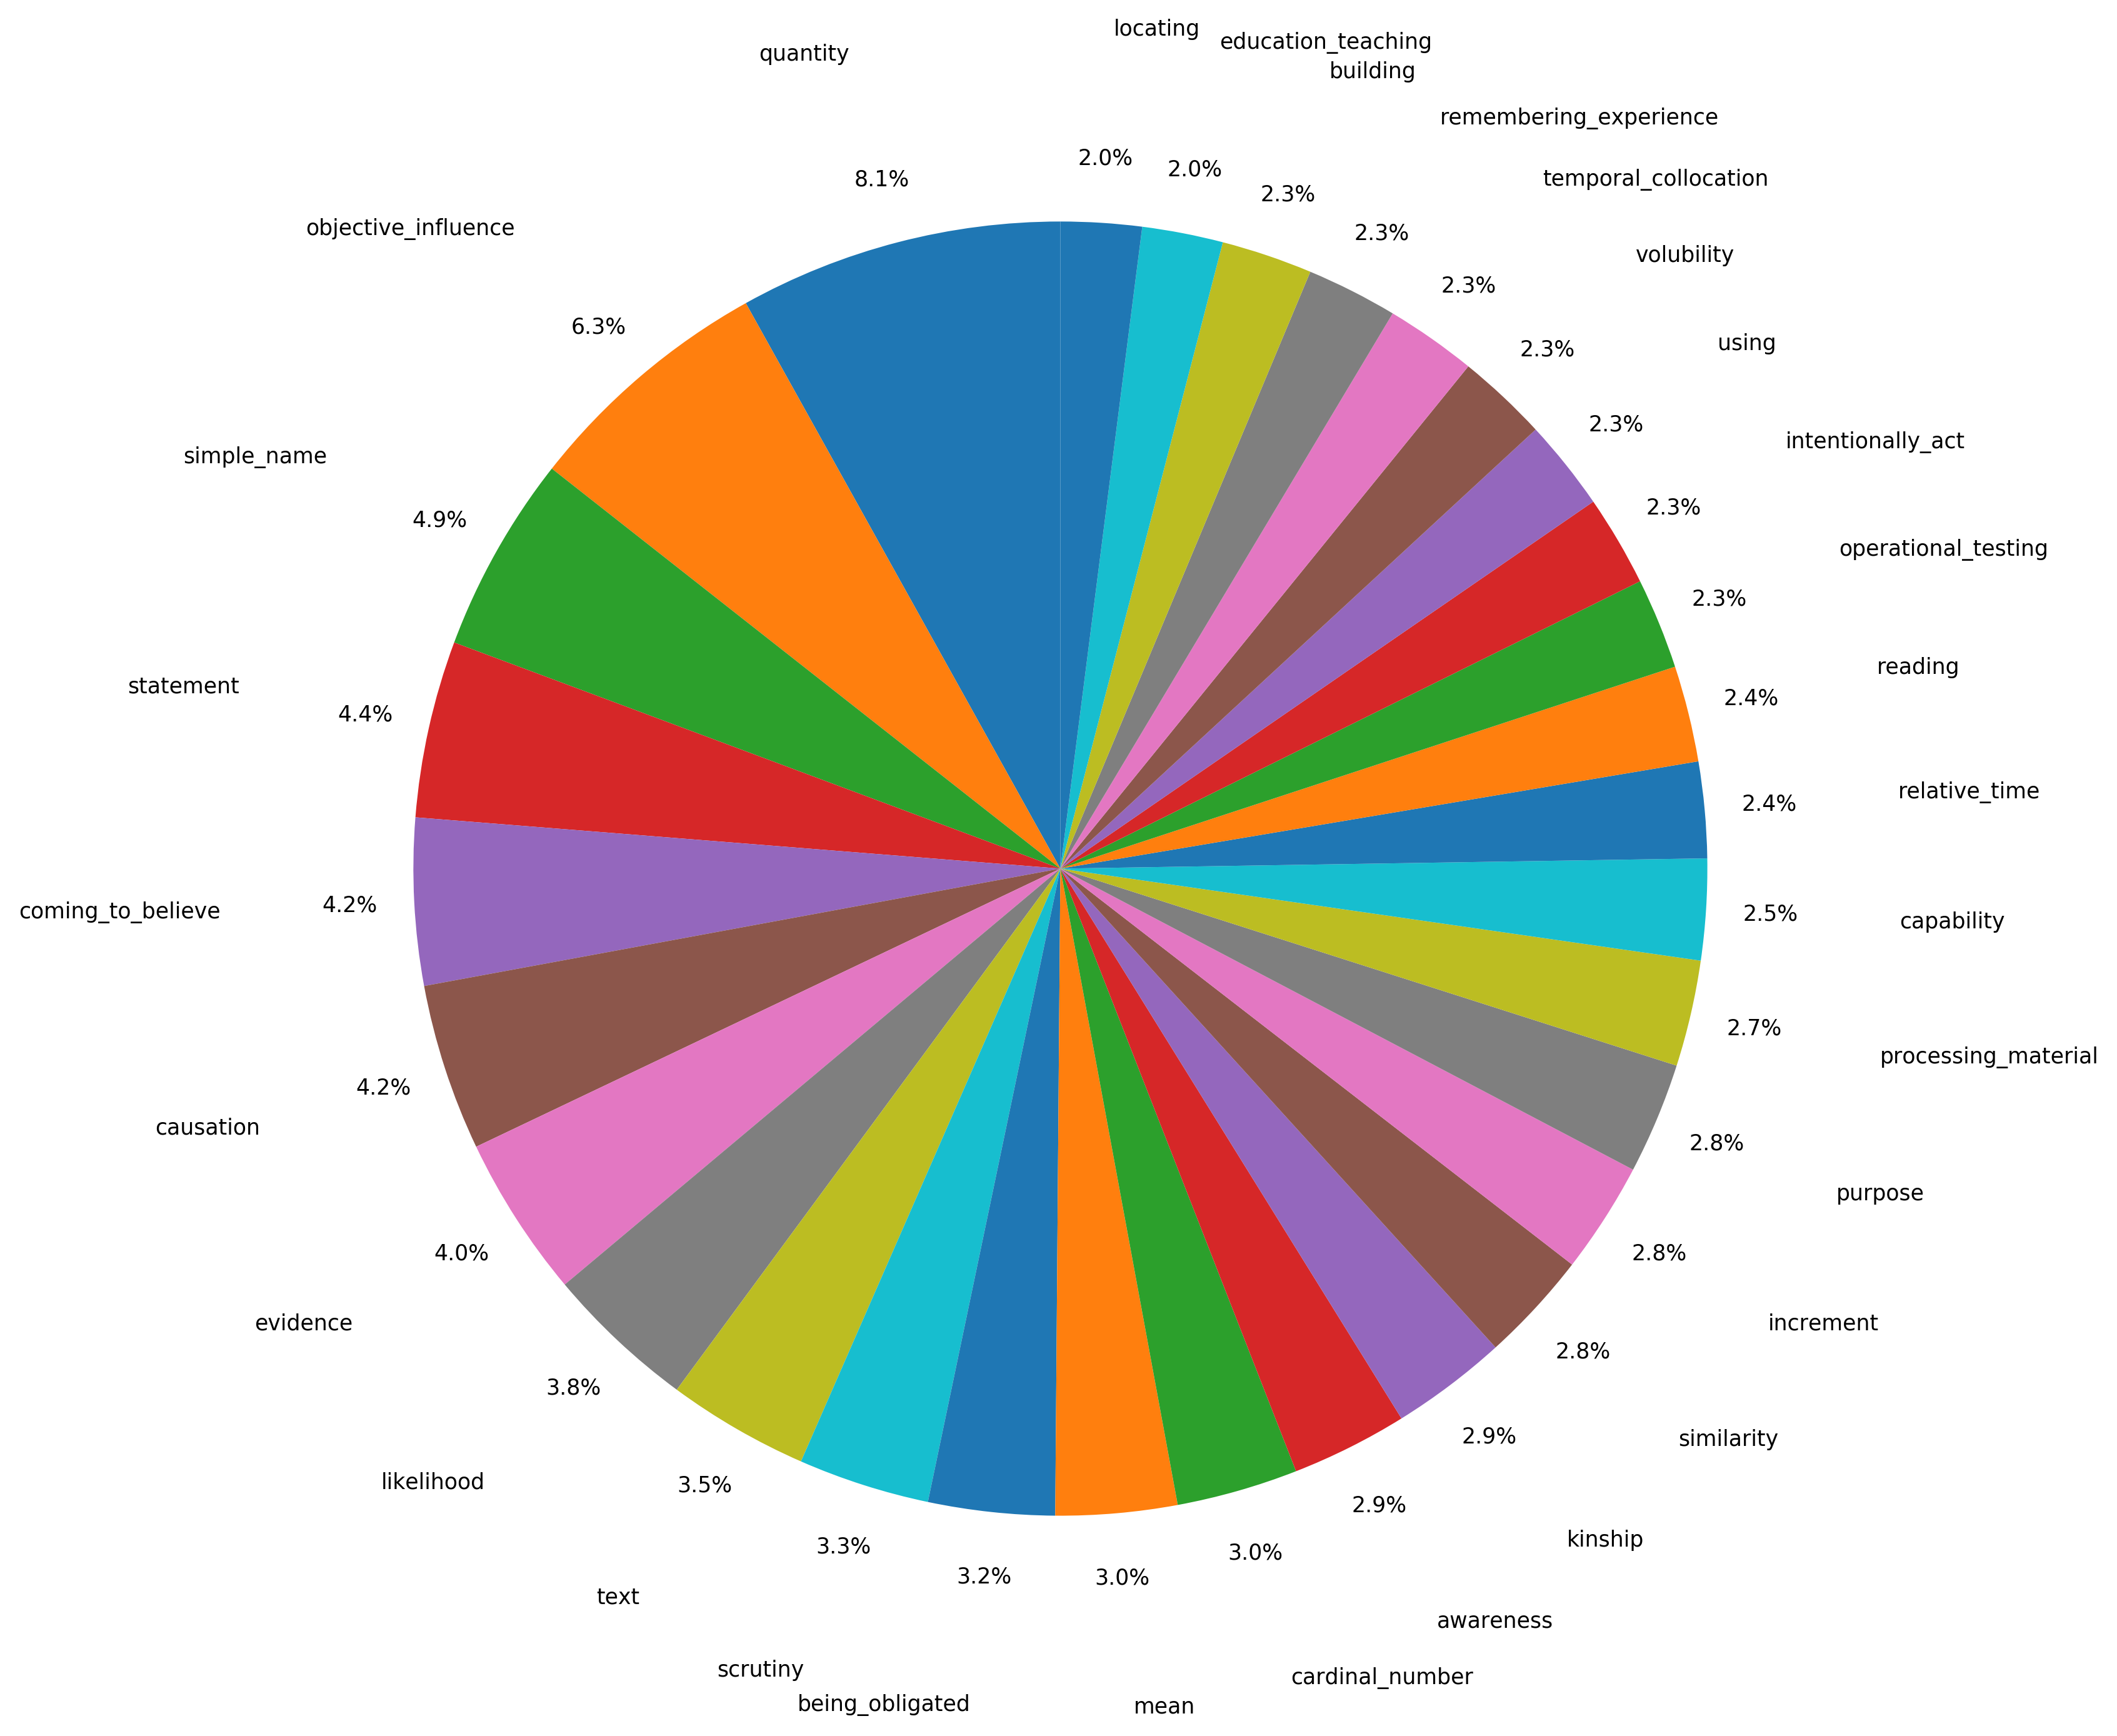 locating
education_teaching
quantity
building
remembering_experience
2.0%
2.0%
8.1%
temporal_collocation
2.3%
objective_influence
2.3%
volubility
2.3%
6.3%
using
2.3%
2.3%
intentionally_act
simple_name
2.3%
4.9%
operational_testing
2.3%
reading
statement
2.4%
4.4%
relative_time
2.4%
4.2%
coming_to_believe
2.5%
capability
2.7%
processing_material
4.2%
causation
2.8%
purpose
4.0%
2.8%
evidence
increment
2.8%
3.8%
2.9%
similarity
likelihood
3.5%
2.9%
kinship
3.3%
3.0%
3.2%
3.0%
text
awareness
scrutiny
cardinal_number
being_obligated
mean